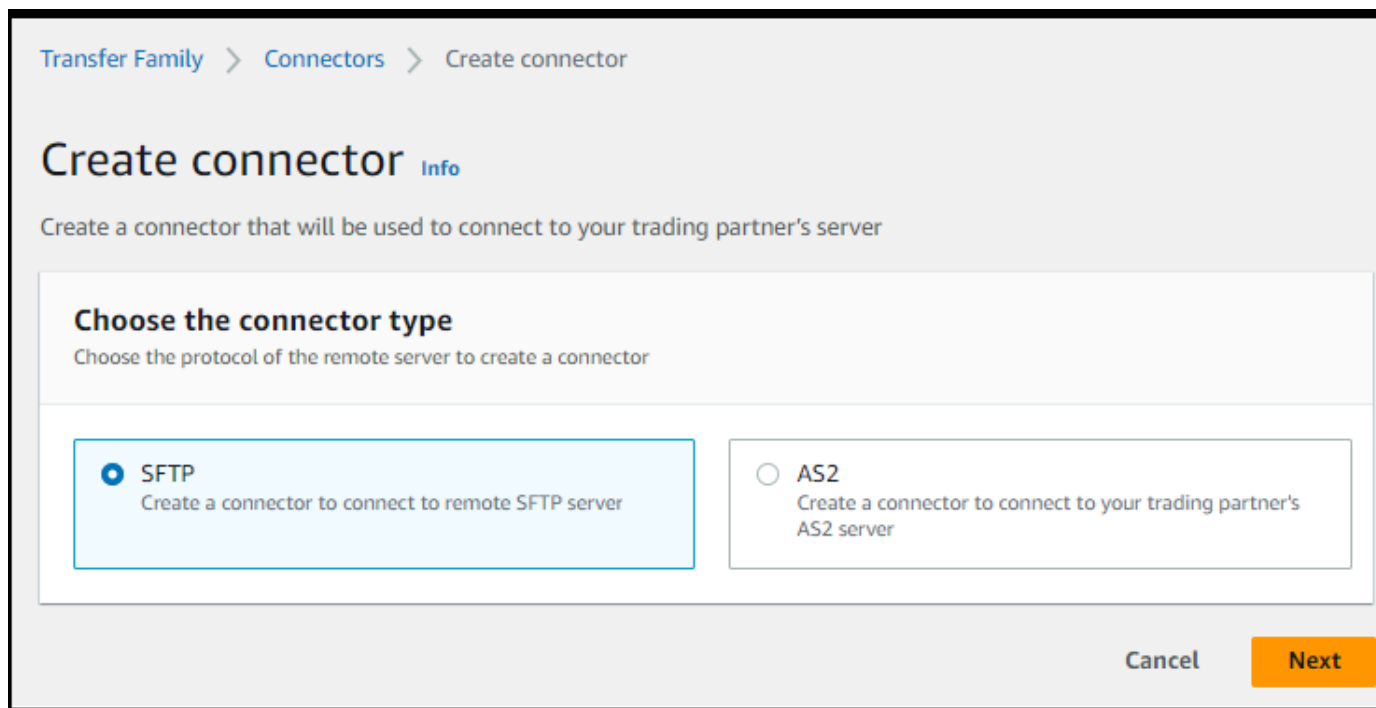 Transfer Family > Connectors > Create connector
Create connector Info
Create a connector that will be used to connect to your trading partner's server
Choose the connector type
Choose the protocol of the remote server to create a connector
SFTP
Create a connector to connect to remote SFTP server
AS2
Create a connector to connect to your trading partner's
AS2 server
Cancel Next